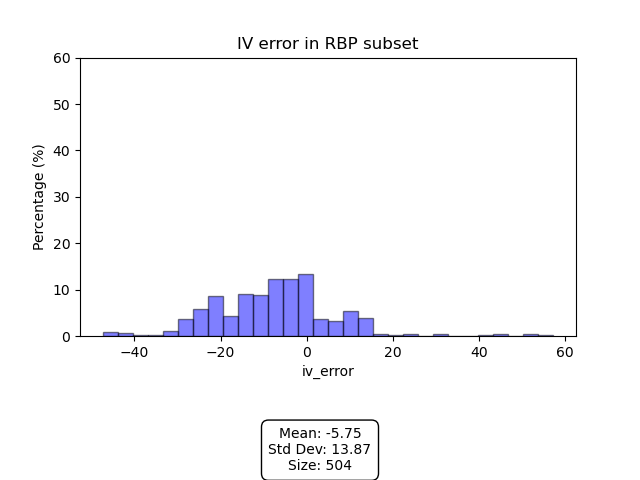 IV error in RBP subset
60
50
40
30
20
10
0
Percentage (%)
−40
−20
0
20
40
60
iv_error
Mean: -5.75
Std Dev: 13.87
Size: 504